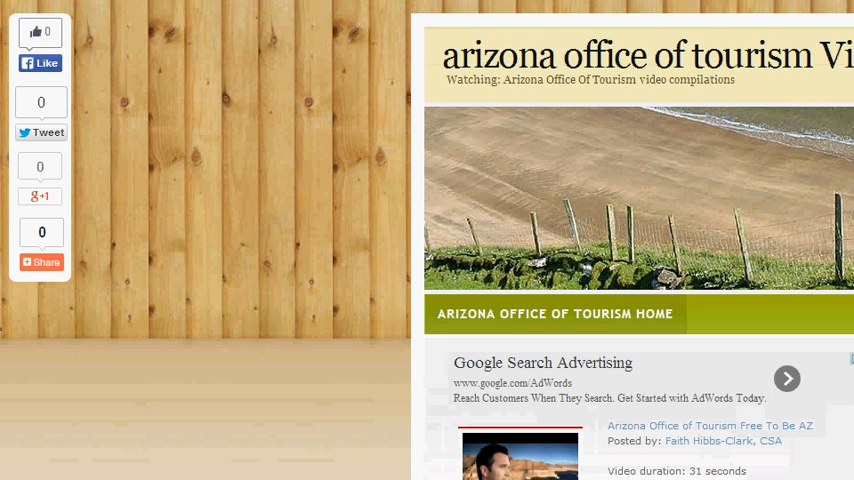 0
Like
0
Tweet
0
g+1
0
Share
arizona office of tourism Vi
Watching: Arizona Office Of Tourism video compilations
ARIZONA OFFICE OF TOURISM HOME
Google Search Advertising
www.google.com/AdWords
Reach Customers When They Search. Get Started with AdWords Today.
Arizona Office of Tourism Free To Be AZ
Posted by: Faith Hibbs-Clark, CSA
Video duration: 31 seconds